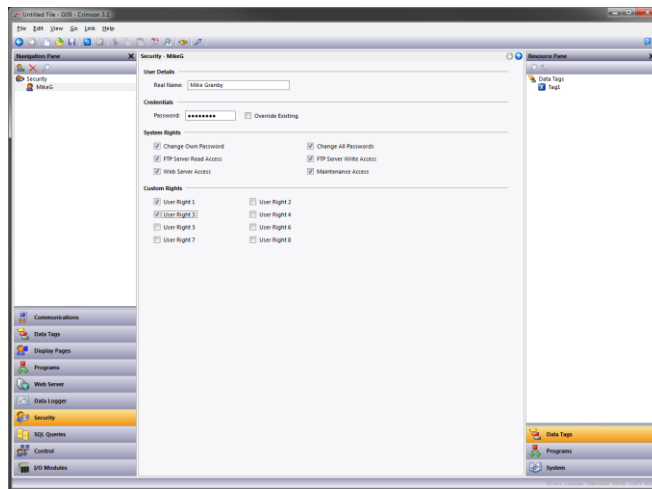 Untitled File - G09 - Crimson 3.1
File Edit View Go Link Help
Navigation Pane
Security
MikeG
Communications
Data Tags
Display Pages
Programs
Web Server
Data Logger
Security
SQL Queries
Control
I/O Modules
Security - MikeG
User Details
Real Name: Mike Granby
Credentials
Password: ●●●●●●●● Override Existing
System Rights
Change Own Password Change All Passwords
FTP Server Read Access FTP Server Write Access
Web Server Access Maintenance Access
Custom Rights
User Right 1 User Right 2
User Right 3 User Right 4
User Right 5 User Right 6
User Right 7 User Right 8
Resource Pane
Data Tags
Tag1
Data Tags
Programs
System